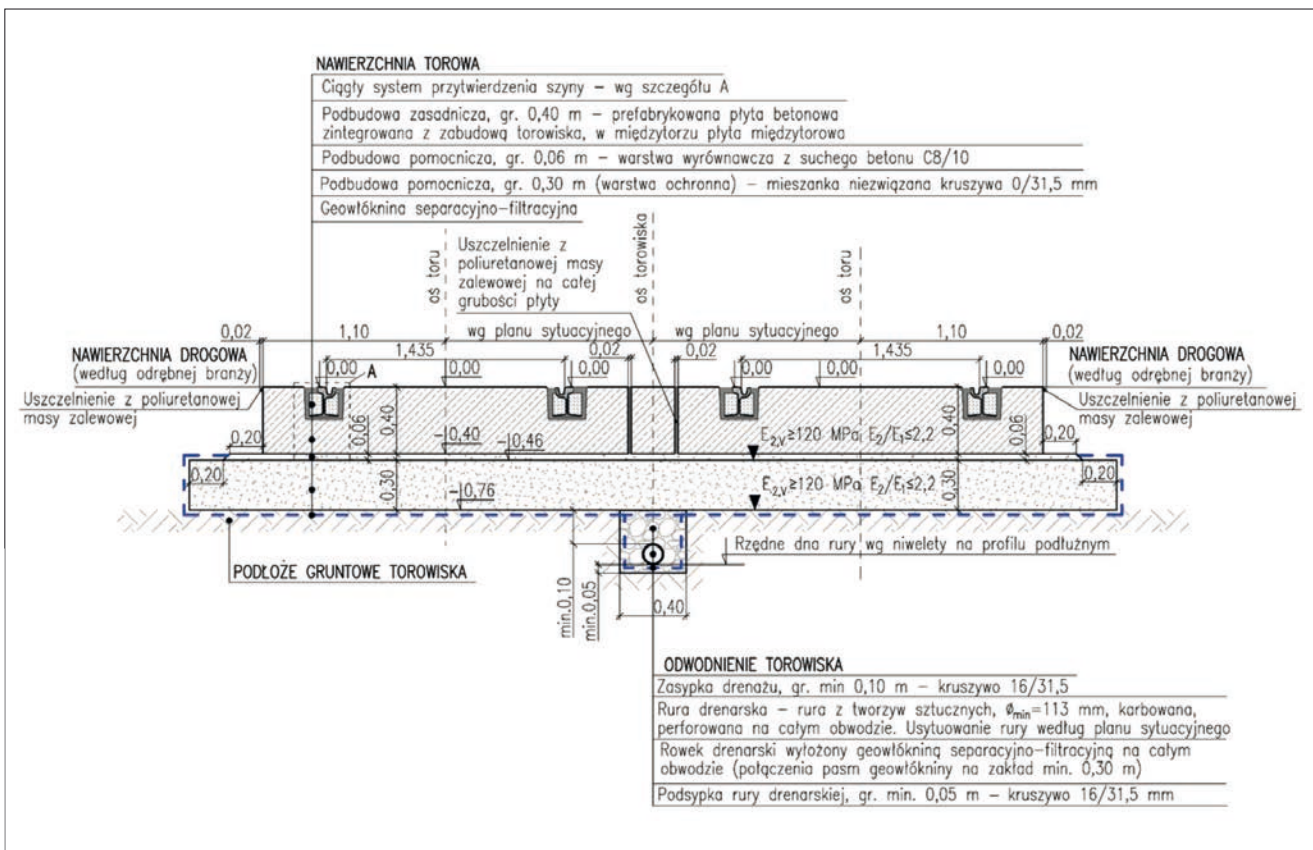 NAWIERZCHNIA TOROWA
Ciągły system przytwierdzenia szyny – wg szczegółu A
Podbudowa zasadnicza, gr. 0,40 m – prefabrykowana płyta betonowa
zintegrowana z zabudową torowiska, w międzytorzu płyta międzytorowa
Podbudowa pomocnicza, gr. 0,06 m – warstwa wyrównawcza z suchego betonu C8/10
Podbudowa pomocnicza, gr. 0,30 m (warstwa ochronna) – mieszanka niezwiązana kruszywa 0/31,5 mm
Geowłóknina separacyjno–filtracyjna
oś toru
Uszczelnienie z
poliuretanowej masy
zalewowej na całej
grubości płyty
oś torowiska
oś toru
0,02
1,10
wg planu sytuacyjnego
wg planu sytuacyjnego
1,10
0,02
NAWIERZCHNIA DROGOWA
(według odrębnej branży)
Uszczelnienie z poliuretanowej
masy zalewowej
1,435
0,02
0,02
1,435
NAWIERZCHNIA DROGOWA
(według odrębnej branży)
Uszczelnienie z poliuretanowej
masy zalewowej
0,00
0,00
0,00
0,00
0,00
0,00
A
0,20
0,06
0,40
–0,40
–0,46
E2,V≥120 MPa E2/E1≤2,2
0,40
0,06
0,20
0,20
0,30
–0,76
E2,V≥120 MPa E2/E1≤2,2
0,30
0,20
Rzędne dna rury wg niwelety na profilu podłużnym
PODŁOŻE GRUNTOWE TOROWISKA
min.0,10
min.0,05
0,40
ODWODNIENIE TOROWISKA
Zasypka drenażu, gr. min 0,10 m – kruszywo 16/31,5
Rura drenarska – rura z tworzyw sztucznych, ømin=113 mm, karbowana,
perforowana na całym obwodzie. Usytuowanie rury według planu sytuacyjnego
Rowek drenarski wyłożony geowłókniną separacyjno–filtracyjną na całym
obwodzie (połączenia pasm geowłókniny na zakład min. 0,30 m)
Podsypka rury drenarskiej, gr. min. 0,05 m – kruszywo 16/31,5 mm